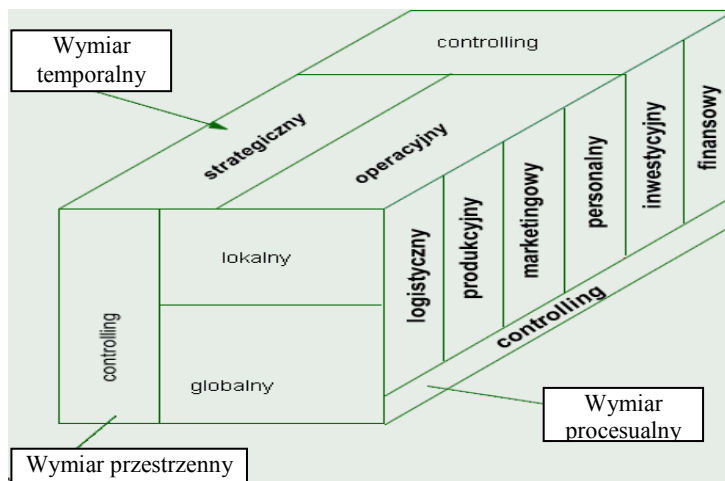 Wymiar
temporalny
controlling
strategiczny
operacyjny
lokalny
globalny
controlling
logistyczny
produkcyjny
marketingowy
personalny
inwestycyjny
finansowy
controlling
Wymiar
procesualny
Wymiar przestrzenny